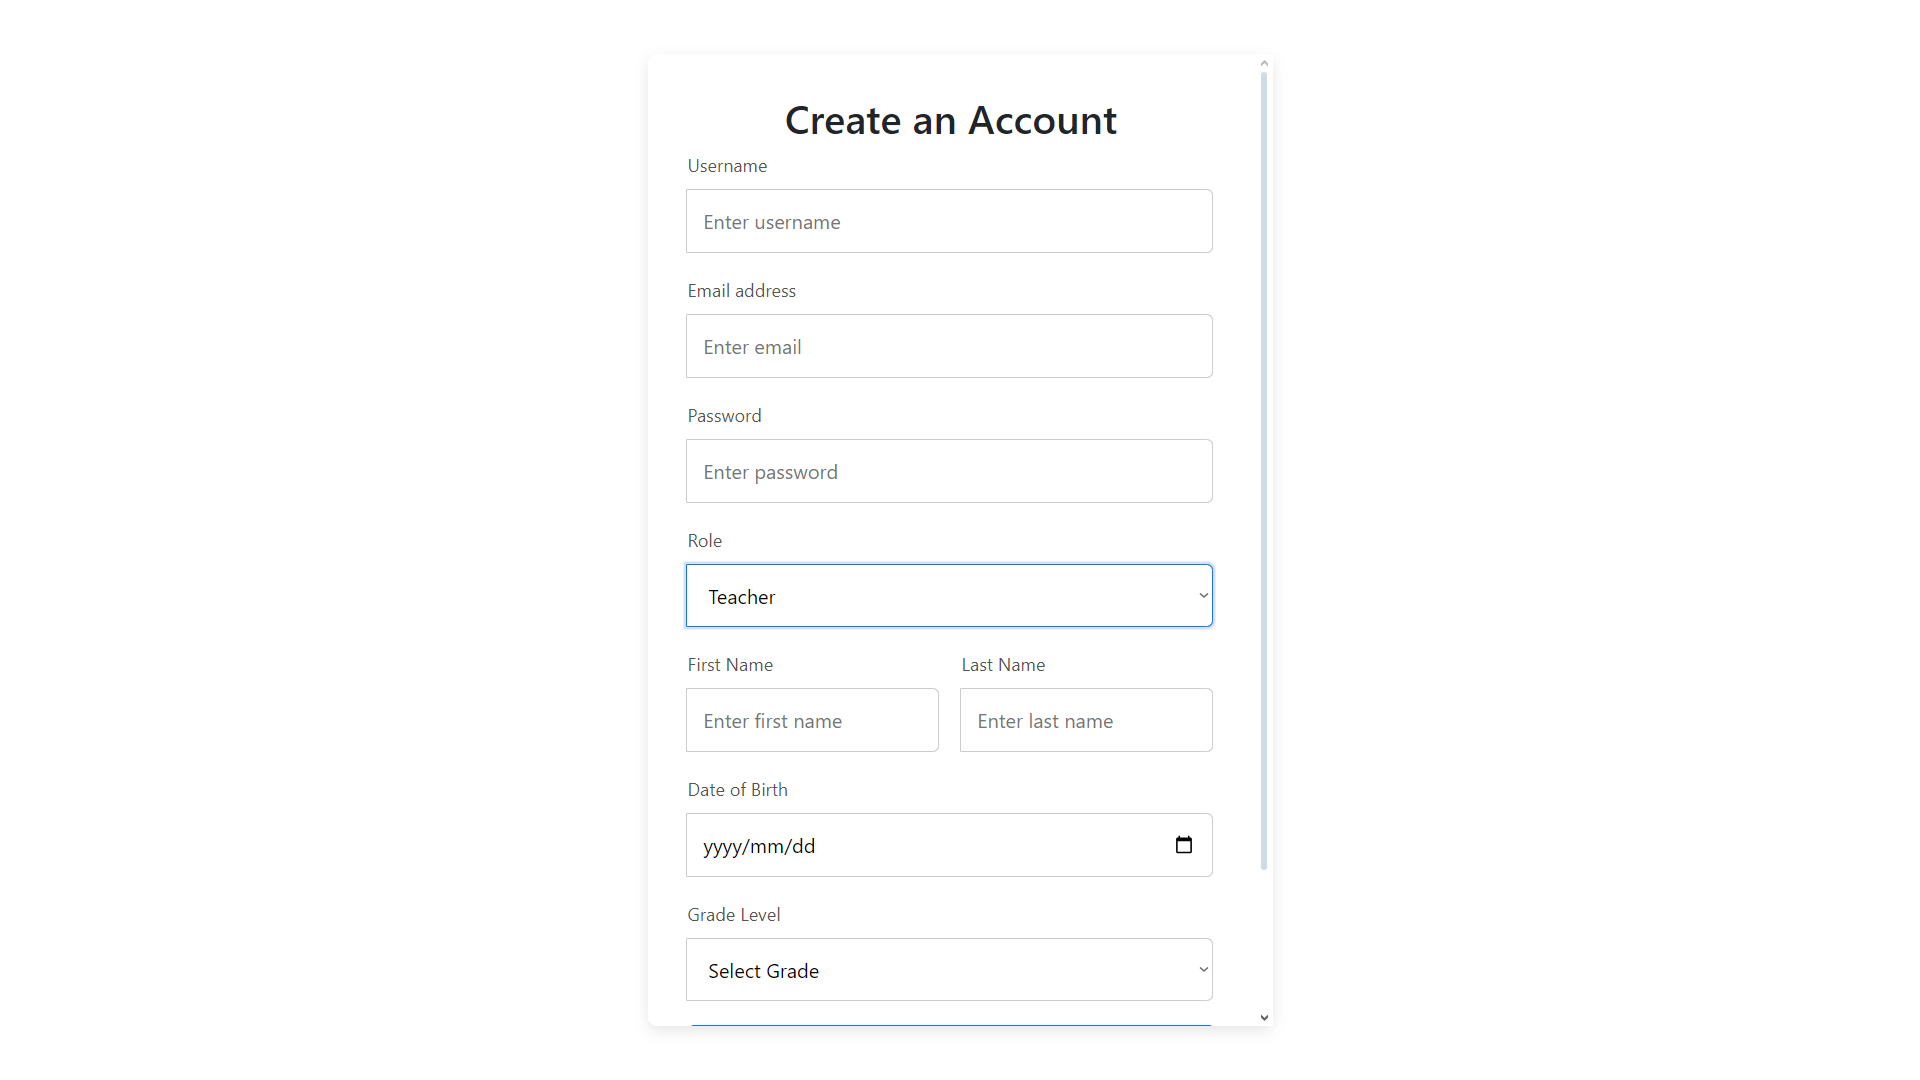 Create an Account
Username
Enter username
Email address
Enter email
Password
Enter password
Role
Teacher
First Name Last Name
Enter first name Enter last name
Date of Birth
yyyy/mm/dd
Grade Level
Select Grade